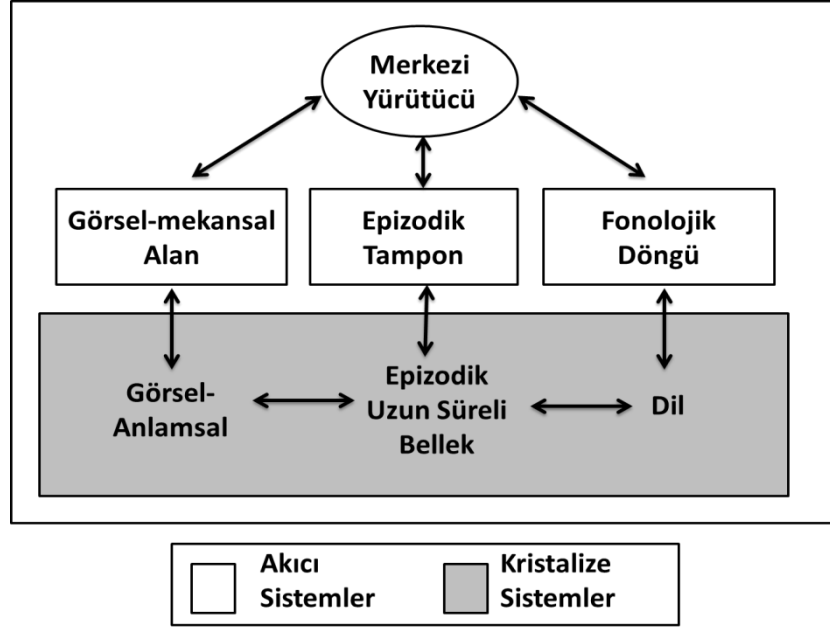 Merkezi
Yürütücü
Görsel-mekansal
Alan
Epizodik
Tampon
Fonolojik
Döngü
Görsel-
Anlamsal
Epizodik
Uzun Süreli
Bellek
Dil
Akıcı
Sistemler
Kristalize
Sistemler